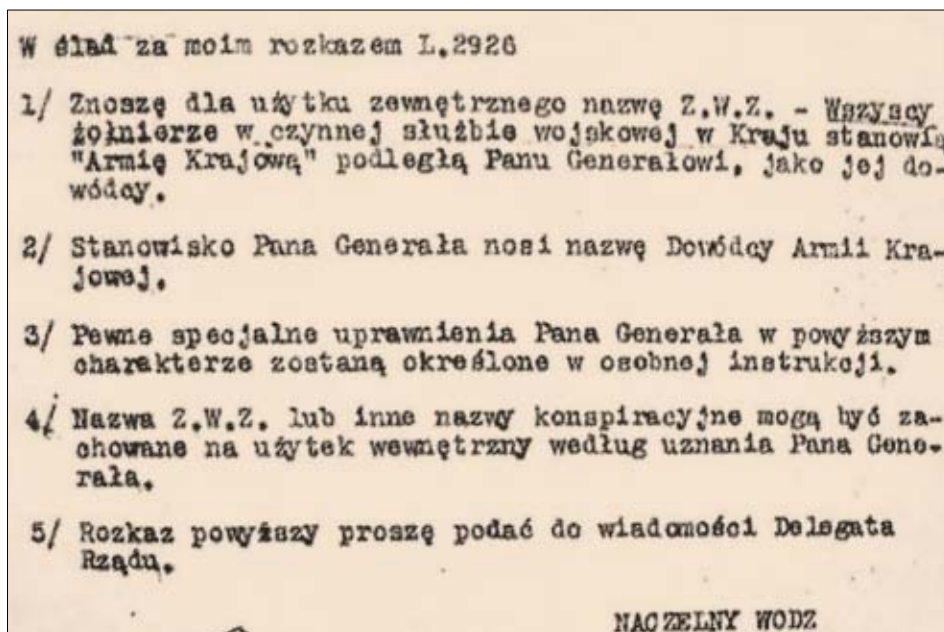 W ślad za moim rozkazem L.2926
1/ Znoszę dla użytku zewnętrznego nazwę Z.W.Z. - Wszyscy
żołnierze w czynnej służbie wojskowej w Kraju stanowią
"Armię Krajową" podległą Panu Generałowi, jako jej do-
wódcy.
2/ Stanowisko Pana Generała nosi nazwę Dowódcy Armii Kra-
jowej.
3/ Pewne specjalne uprawnienia Pana Generała w powyższym
charakterze zostaną określone w osobnej instrukcji.
4/ Nazwa Z.W.Z. lub inne nazwy konspiracyjne mogą być za-
chowane na użytek wewnętrzny według uznania Pana Gene-
rała.
5/ Rozkaz powyższy proszę podać do wiadomości Delegata
Rządu.
NACZELNY WODZ